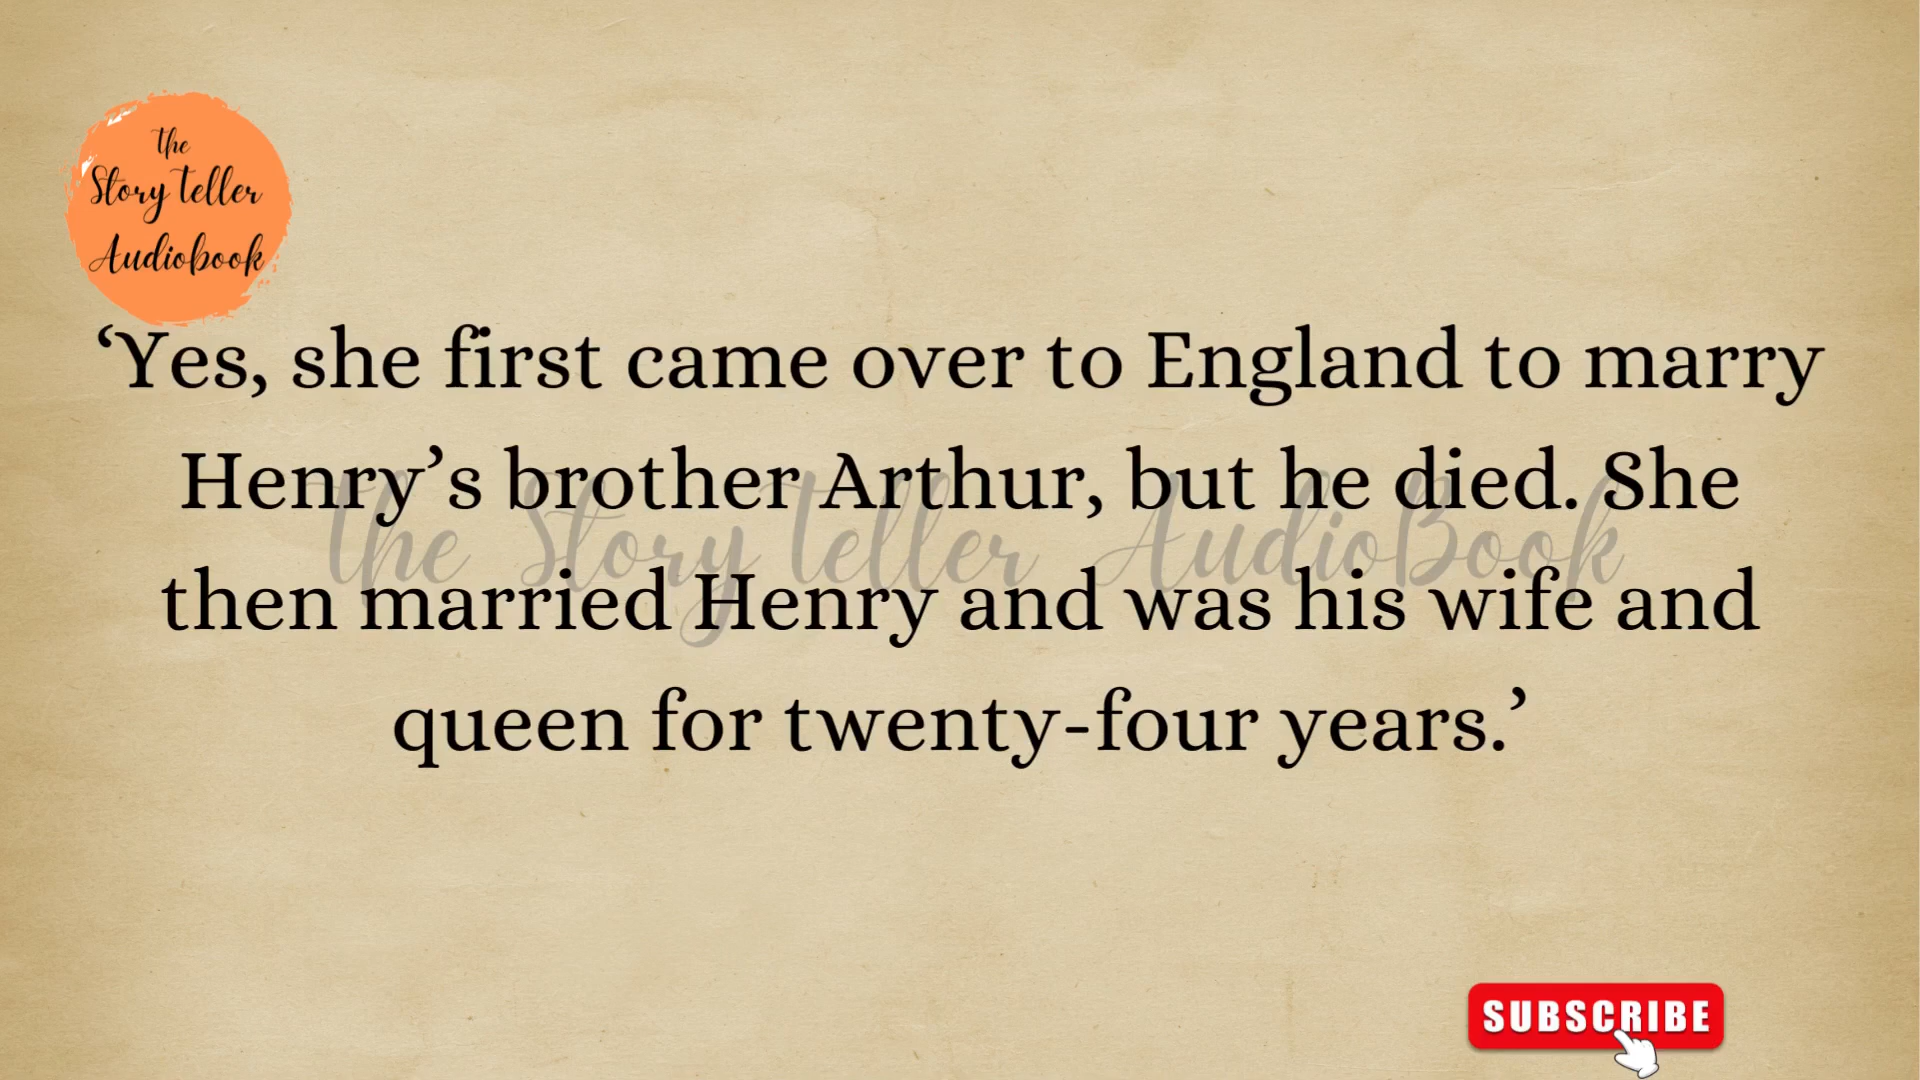 the
Story teller
Audiobook
‘Yes, she first came over to England to marry
Henry’s brother Arthur, but he died. She
the Story teller AudioBook
then married Henry and was his wife and
queen for twenty-four years.’
SUBSCRIBE